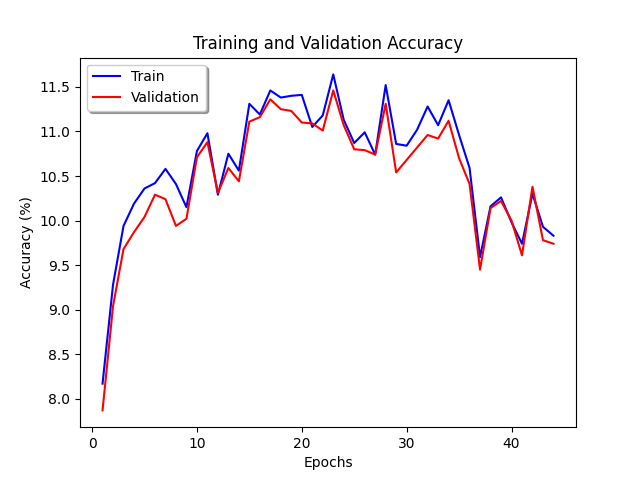 Training and Validation Accuracy
Train
Validation
11.5
11.0
10.5
10.0
9.5
9.0
8.5
8.0
Accuracy (%)
0 10 20 30 40
Epochs